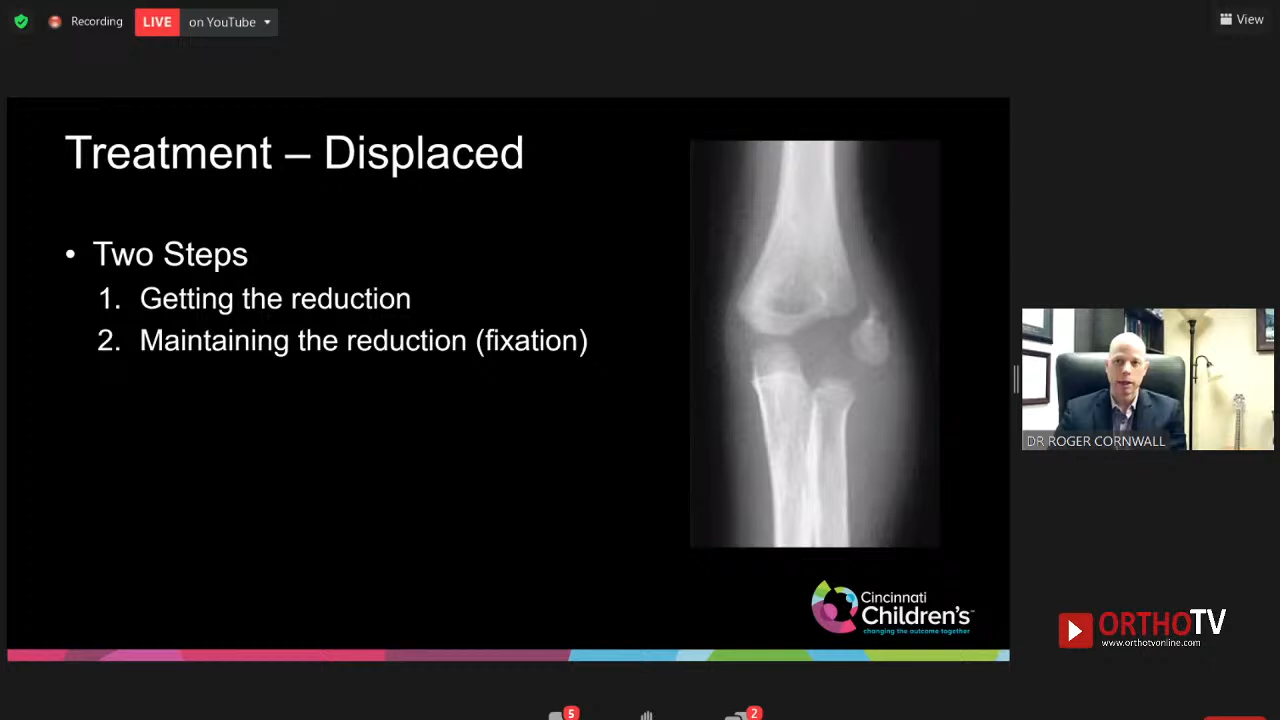 Recording
LIVE
on YouTube
View
Treatment – Displaced
• Two Steps
1. Getting the reduction
2. Maintaining the reduction (fixation)
DR ROGER CORNWALL
Cincinnati
Children's™
changing the outcome together
ORTHOTV
www.orthotvonline.com
5
2